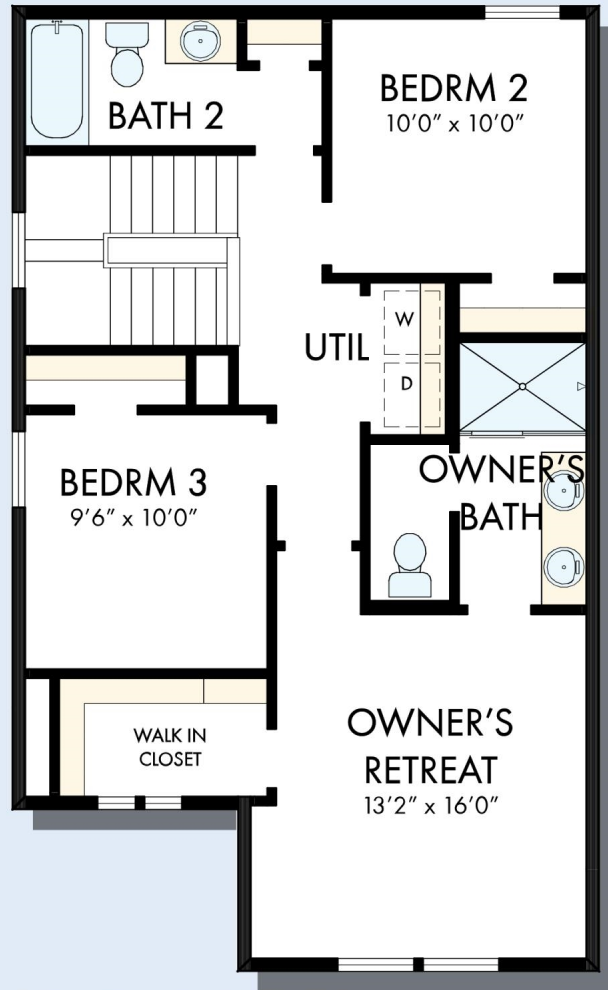 BEDRM 2
10'0" x 10'0"
BATH 2
W
UTIL
D
OWNER'S
BATH
BEDRM 3
9'6" x 10'0"
WALK IN
CLOSET
OWNER'S
RETREAT
13'2" x 16'0"